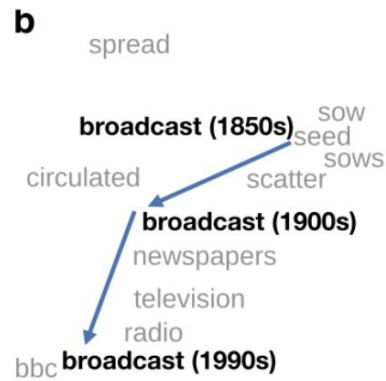 b
spread
sow
broadcast (1850s)
seed
sows
circulated
scatter
broadcast (1900s)
newspapers
television
radio
bbc broadcast (1990s)